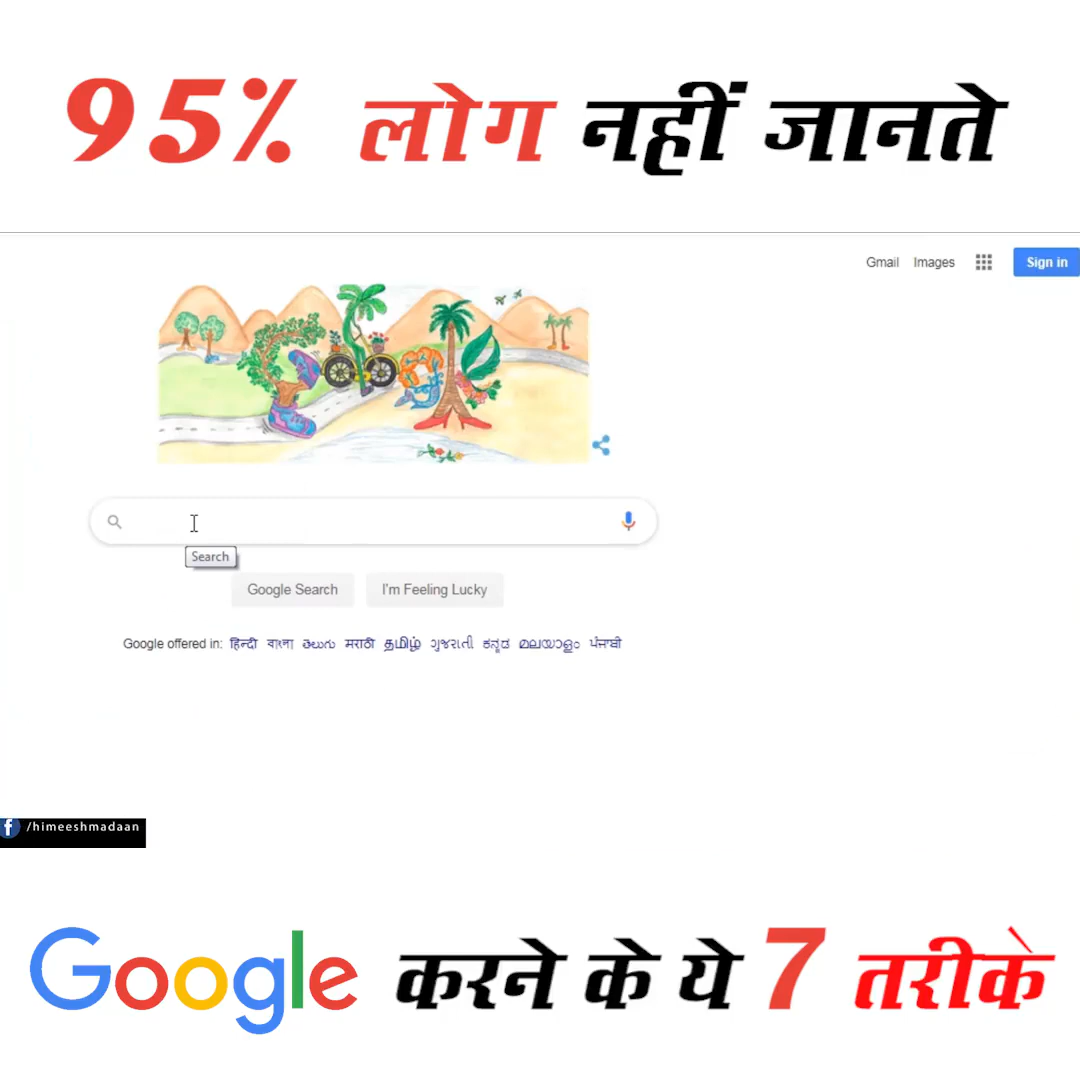 95% लोग नहीं जानते
Gmail Images Sign in
Search
Google Search I'm Feeling Lucky
Google offered in: हिन्दी বাংলা తెలుగు मराठी தமிழ் ગુજરાતી ಕನ್ನಡ മലയാളം ਪੰਜਾਬੀ
/himeeshmadaan
Google करने के ये 7 तरीके